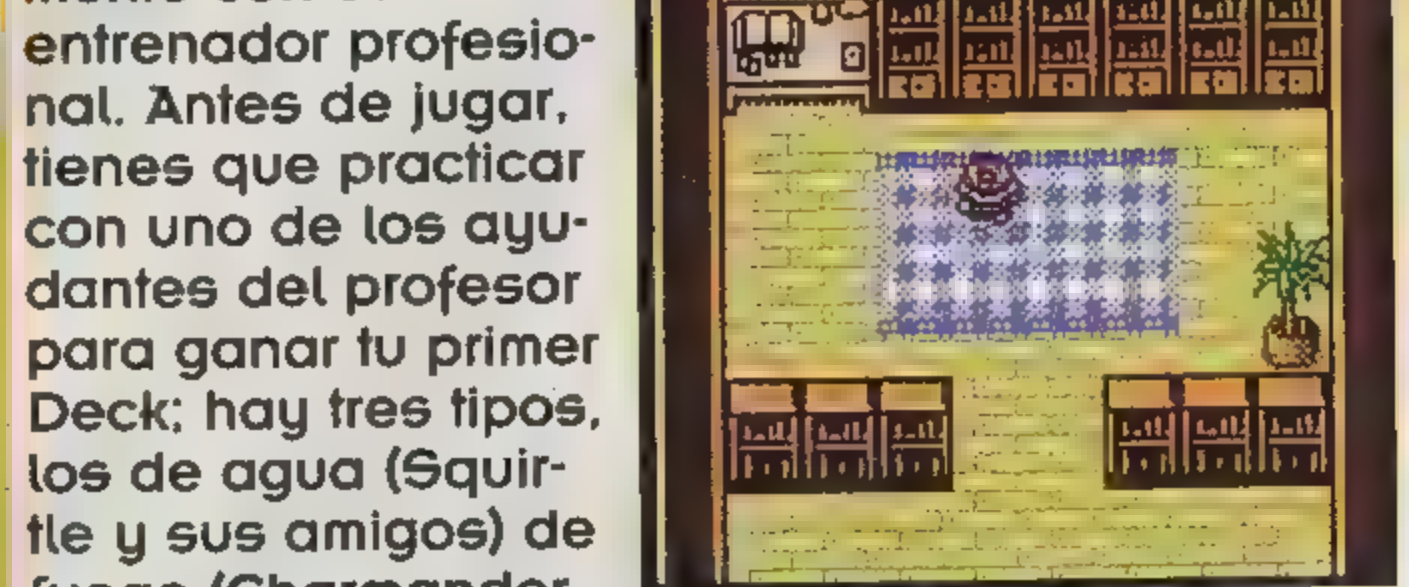 entrenador profesio-
nal. Antes de jugar,
tienes que practicar
con uno de los ayu-
dantes del profesor
para ganar tu primer
Deck; hay tres tipos,
los de agua (Squir-
tle y sus amigos) de